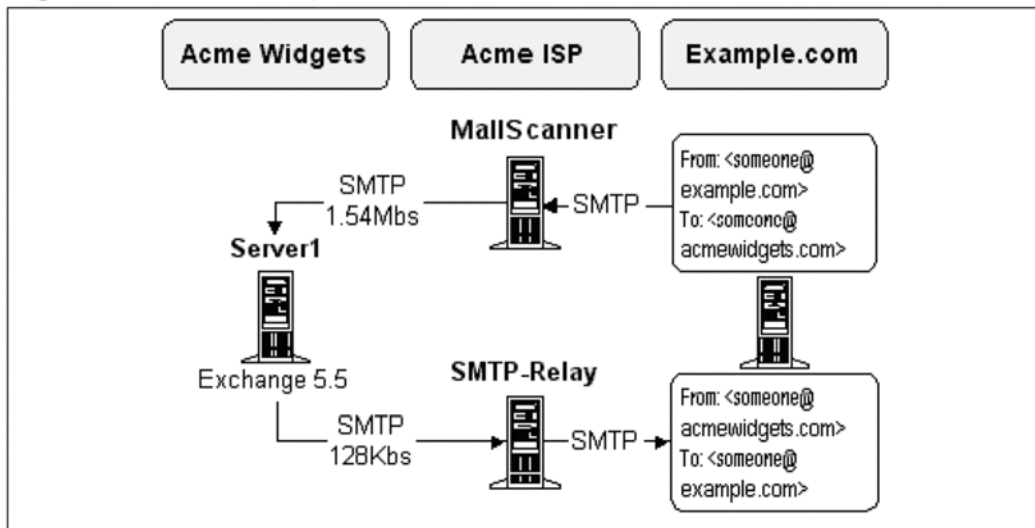 Acme Widgets
Acme ISP
Example.com
MailScanner
From: <someone@
example.com>
To: <someone@
acmewidgets.com>
SMTP
1.54Mbs
SMTP
Server1
Exchange 5.5
SMTP-Relay
SMTP
128Kbs
SMTP
From: <someone@
acmewidgets.com>
To: <someone@
example.com>